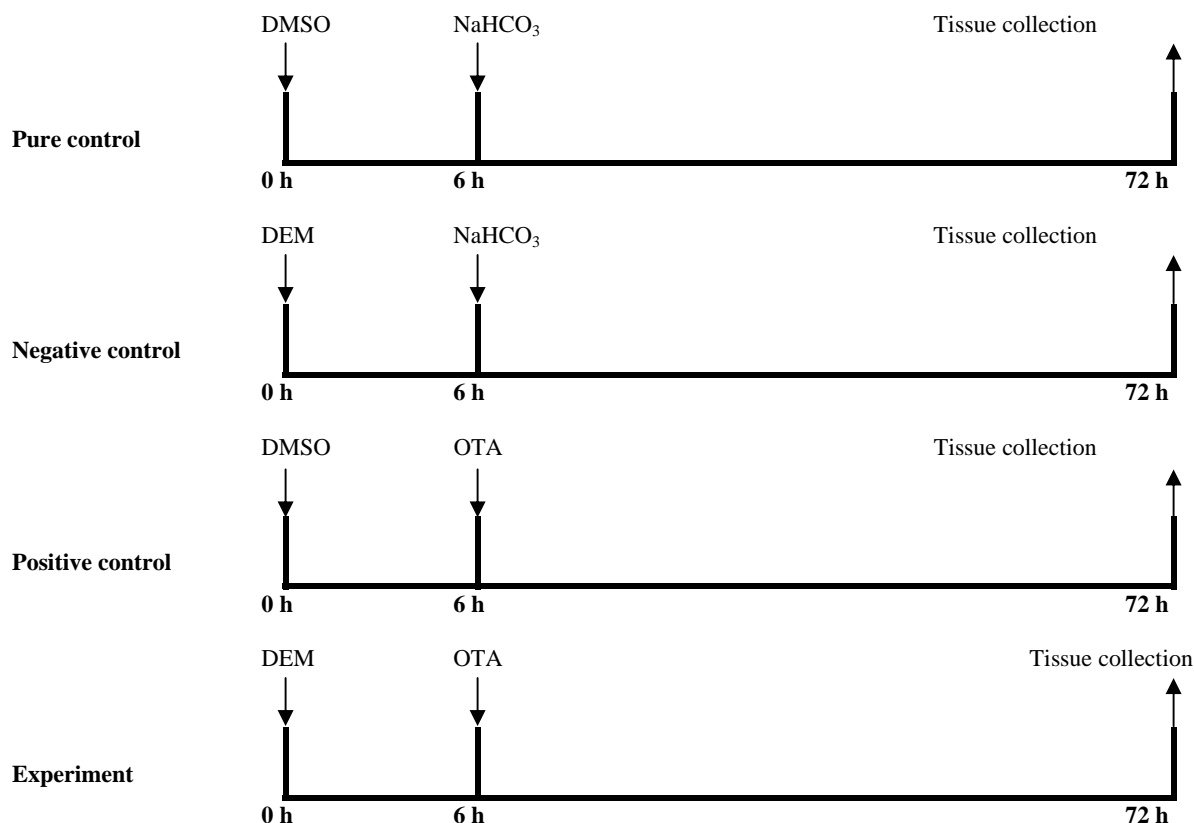 DMSO NaHCO₃ Tissue collection
Pure control
0 h 6 h 72 h
DEM NaHCO₃ Tissue collection
Negative control
0 h 6 h 72 h
DMSO OTA Tissue collection
Positive control
0 h 6 h 72 h
DEM OTA Tissue collection
Experiment
0 h 6 h 72 h